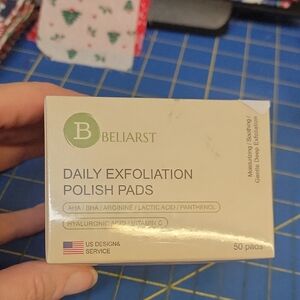 B
BELIARST
DAILY EXFOLIATION
POLISH PADS
AHA / BHA / ARGININE / LACTIC ACID / PANTHENOL
HYALURONIC ACID / VITAMIN C
US DESIGN&
SERVICE
50 pads
Moisturizing / Soothing /
Gentle Deep Exfoliation